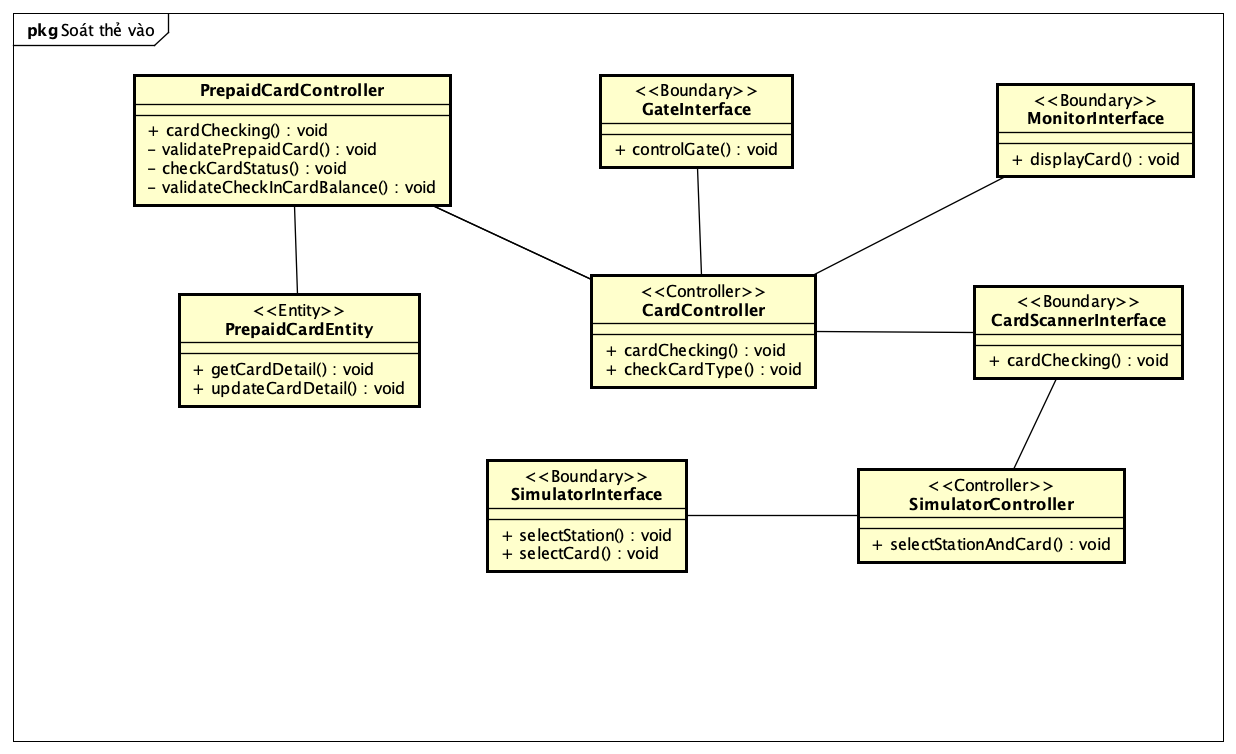 pkg Soát thẻ vào
PrepaidCardController
+ cardChecking() : void
- validatePrepaidCard() : void
- checkCardStatus() : void
- validateCheckInCardBalance() : void
<<Boundary>>
GateInterface
+ controlGate() : void
<<Boundary>>
MonitorInterface
+ displayCard() : void
<<Entity>>
PrepaidCardEntity
+ getCardDetail() : void
+ updateCardDetail() : void
<<Controller>>
CardController
+ cardChecking() : void
+ checkCardType() : void
<<Boundary>>
CardScannerInterface
+ cardChecking() : void
<<Boundary>>
SimulatorInterface
+ selectStation() : void
+ selectCard() : void
<<Controller>>
SimulatorController
+ selectStationAndCard() : void